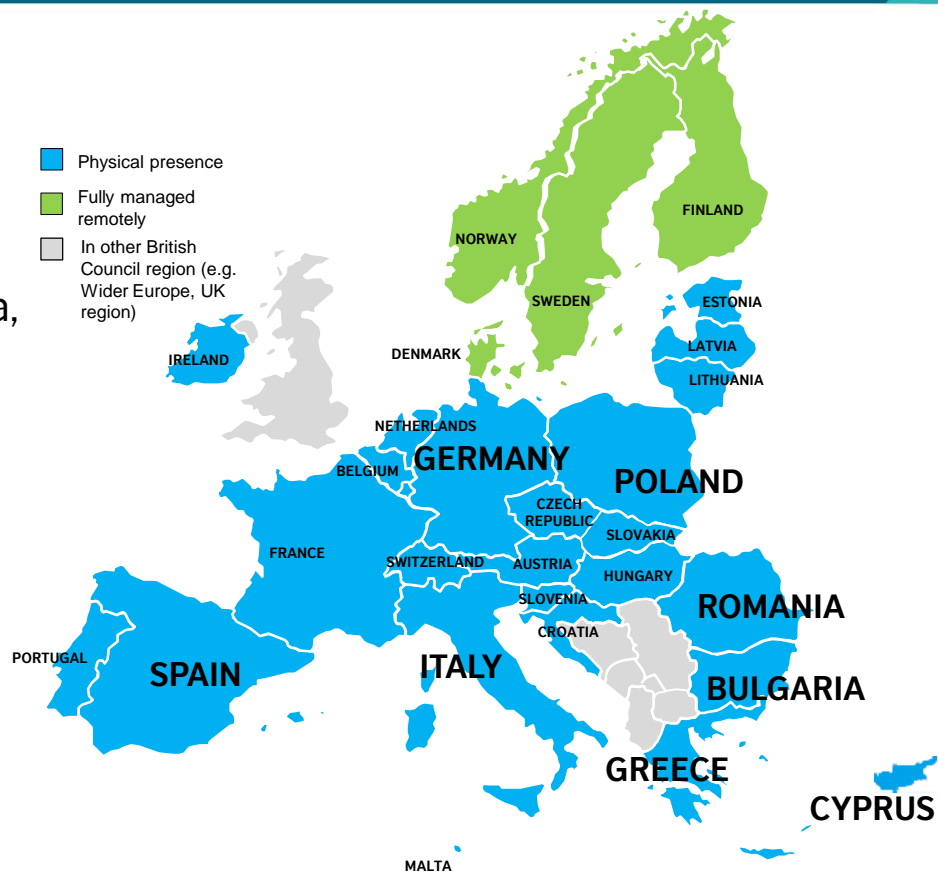 Physical presence
Fully managed
remotely
In other British
Council region (e.g.
Wider Europe, UK
region)
a,
NORWAY
FINLAND
SWEDEN
ESTONIA
DENMARK
LATVIA
IRELAND
LITHUANIA
NETHERLANDS
GERMANY
BELGIUM
POLAND
CZECH
REPUBLIC
SLOVAKIA
FRANCE
SWITZERLAND
AUSTRIA
HUNGARY
SLOVENIA
ROMANIA
CROATIA
PORTUGAL
SPAIN
ITALY
BULGARIA
GREECE
CYPRUS
MALTA